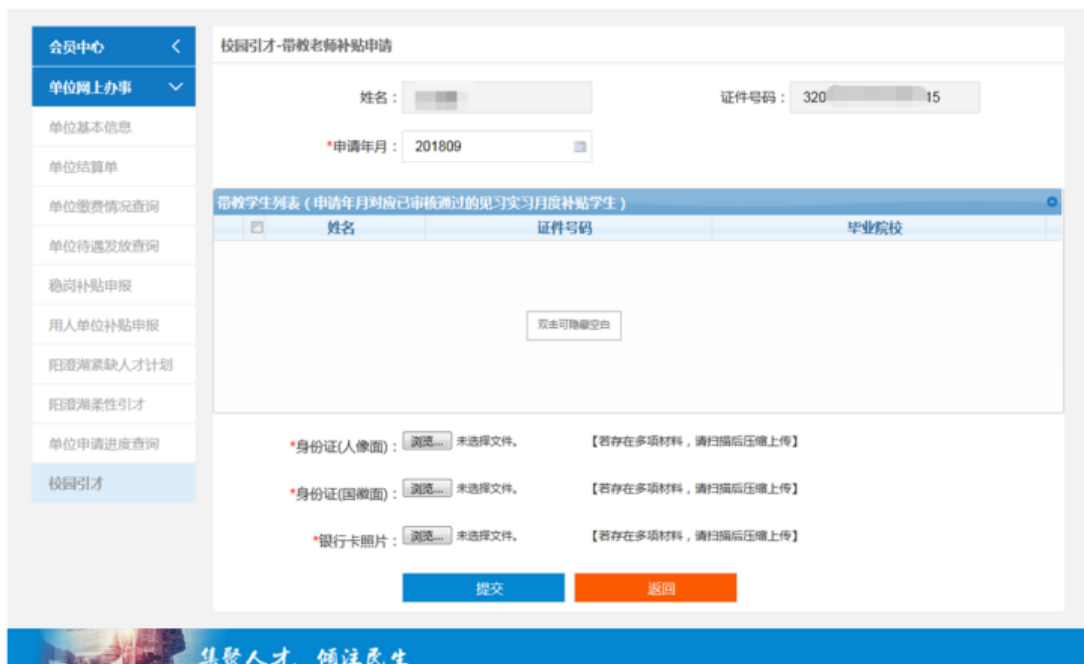 会员中心
校园引才-带教老师补贴申请
单位网上办事
姓名：
证件号码： 320 15
*申请年月： 201809
单位基本信息
单位结算单
单位缴费情况查询
单位待遇发放查询
稳岗补贴申报
用人单位补贴申报
阳澄湖紧缺人才计划
阳澄湖柔性引才
单位申请进度查询
校园引才
带教学生列表（申请年月对应已审核通过的见习实习月度补贴学生）
姓名 证件号码 毕业院校
双击可隐藏空白
*身份证(人像面)： 浏览... 未选择文件。 【若存在多项材料，请扫描后压缩上传】
*身份证(国徽面)： 浏览... 未选择文件。 【若存在多项材料，请扫描后压缩上传】
*银行卡照片： 浏览... 未选择文件。 【若存在多项材料，请扫描后压缩上传】
提交 返回
集聚人才，倾注民生